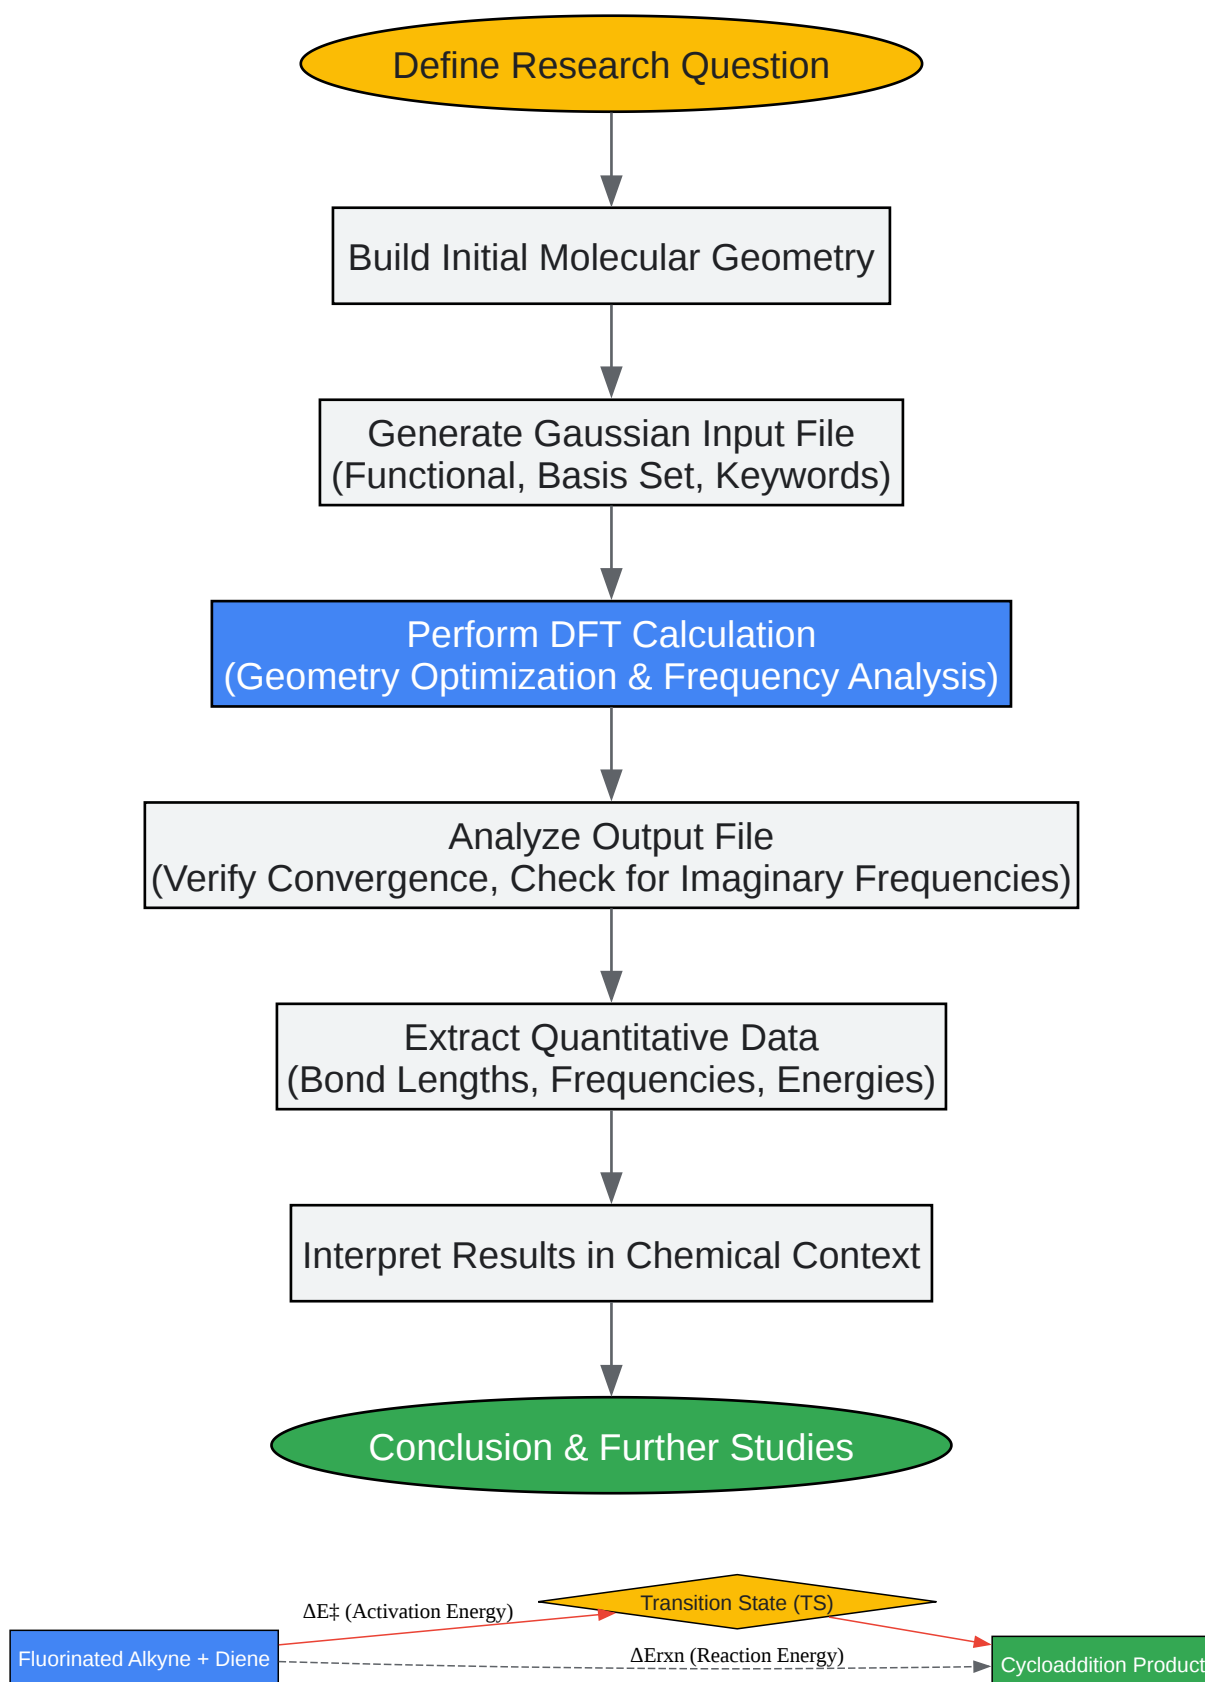 Define Research Question
Build Initial Molecular Geometry
Generate Gaussian Input File
(Functional, Basis Set, Keywords)
Perform DFT Calculation
(Geometry Optimization & Frequency Analysis)
Analyze Output File
(Verify Convergence, Check for Imaginary Frequencies)
Extract Quantitative Data
(Bond Lengths, Frequencies, Energies)
Interpret Results in Chemical Context
Conclusion & Further Studies
ΔE‡ (Activation Energy)
Transition State (TS)
Fluorinated Alkyne + Diene
ΔErxn (Reaction Energy)
Cycloaddition Product